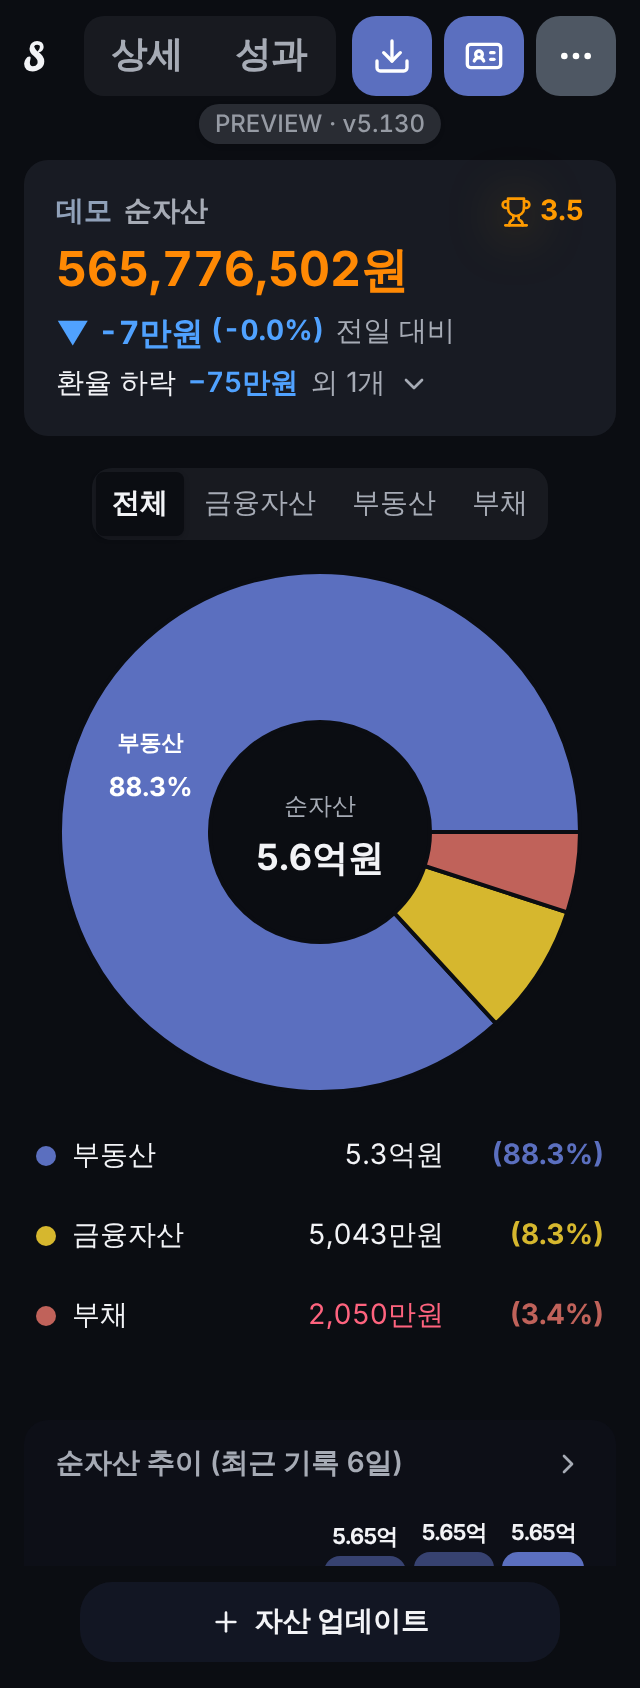 S
상세 성과
PREVIEW · v5.130
데모 순자산
3.5
565,776,502원
▼ -7만원 (-0.0%) 전일 대비
환율 하락 -75만원 외 1개
전체 금융자산 부동산 부채
부동산
88.3%
순자산
5.6억원
부동산 5.3억원 (88.3%)
금융자산 5,043만원 (8.3%)
부채 2,050만원 (3.4%)
순자산 추이 (최근 기록 6일)
5.65억 5.65억 5.65억
+ 자산 업데이트